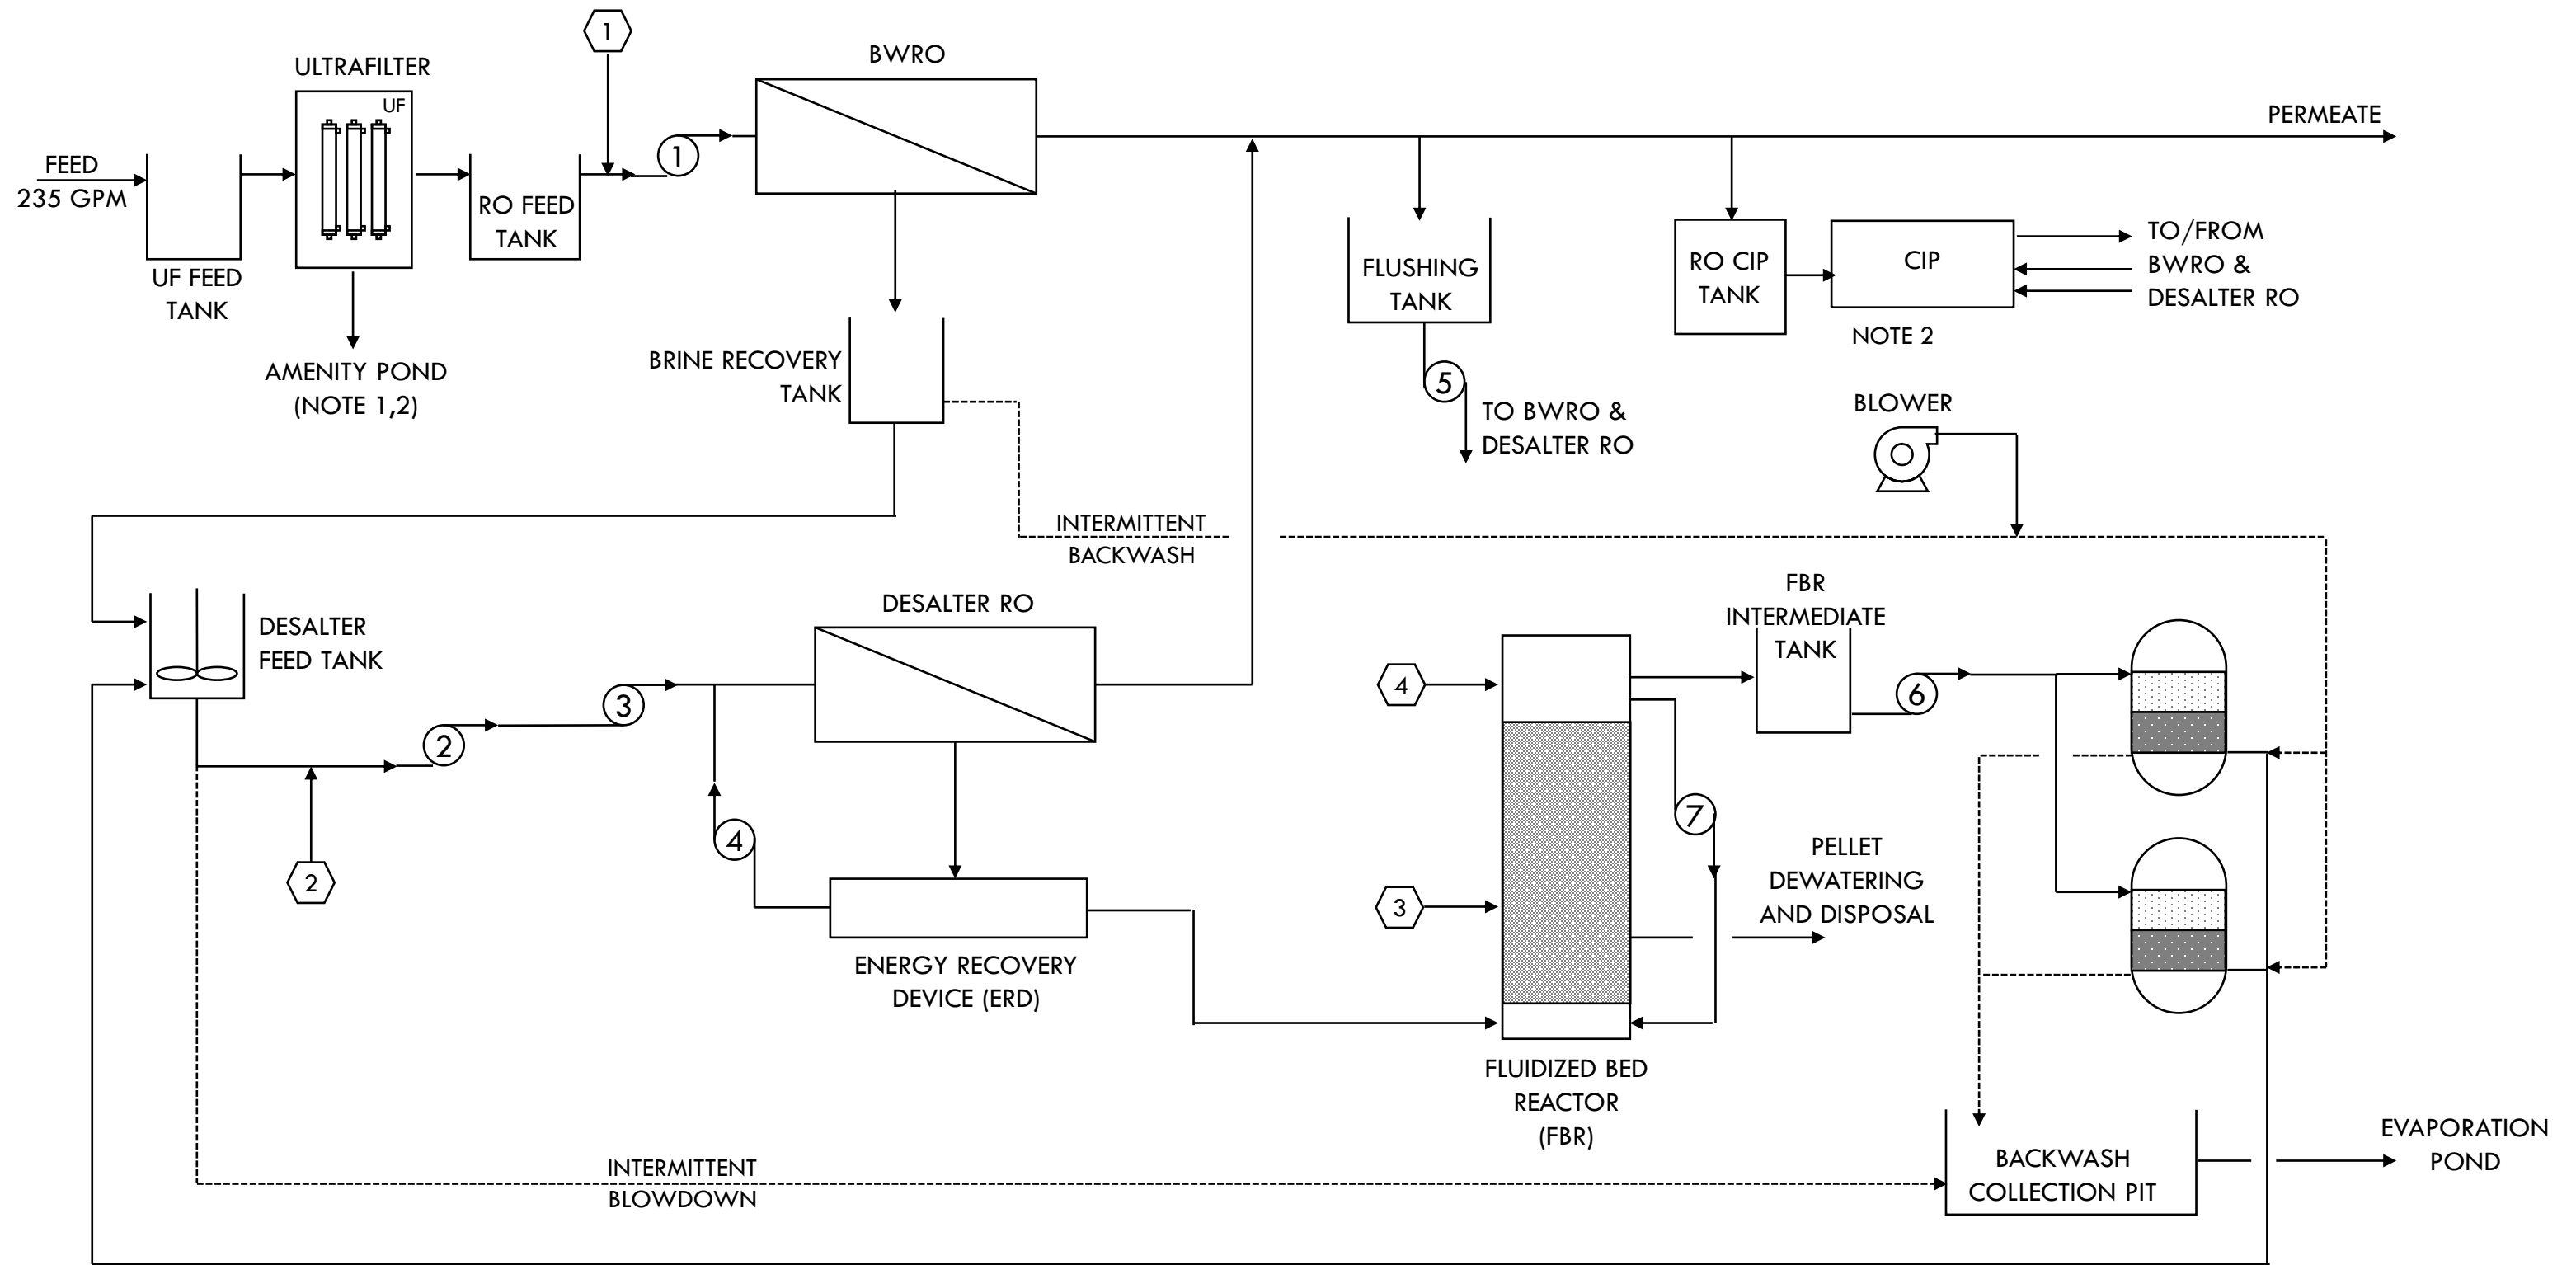 1
BWRO
ULTRAFILTER
UF
PERMEATE
FEED
235 GPM
1
RO FEED
TANK
UF FEED
TANK
FLUSHING
TANK
RO CIP
TANK
CIP
TO/FROM
BWRO &
DESALTER RO
NOTE 2
AMENITY POND
(NOTE 1,2)
BRINE RECOVERY
TANK
5
TO BWRO &
DESALTER RO
BLOWER
INTERMITTENT
BACKWASH
DESALTER
FEED TANK
DESALTER RO
FBR
INTERMEDIATE
TANK
4
6
3
2
7
4
2
3
PELLET
DEWATERING
AND DISPOSAL
ENERGY RECOVERY
DEVICE (ERD)
FLUIDIZED BED
REACTOR
(FBR)
INTERMITTENT
BLOWDOWN
BACKWASH
COLLECTION PIT
EVAPORATION
POND